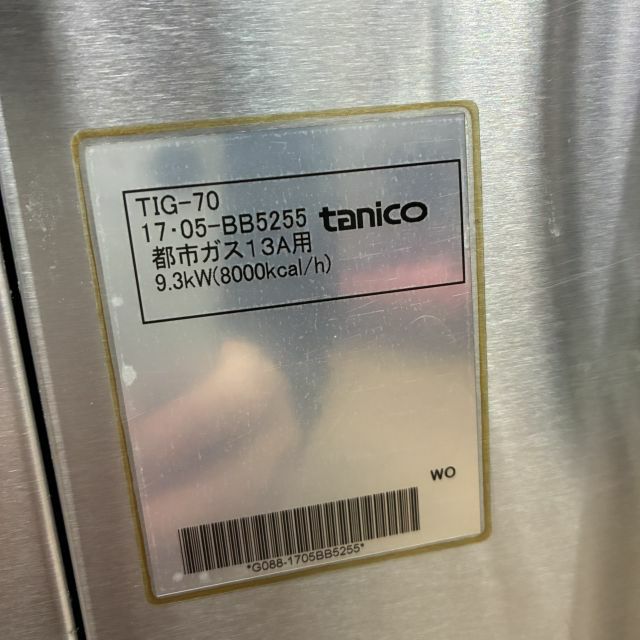 TIG-70
17・05-BB5255 tanico
都市ガス13A用
9.3kW(8000kcal/h)
WO
*G088-1705BB5255*